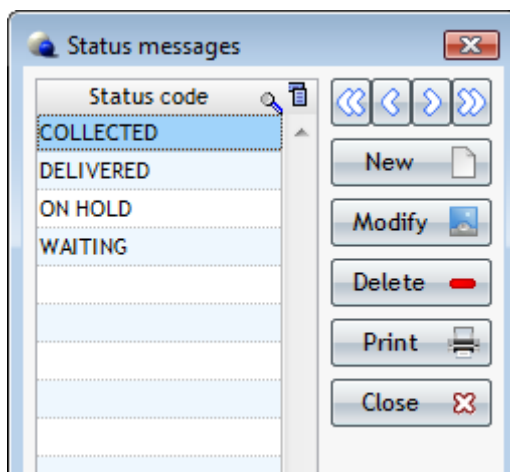 Status messages
Status code
COLLECTED
DELIVERED
ON HOLD
WAITING
New
Modify
Delete
Print
Close